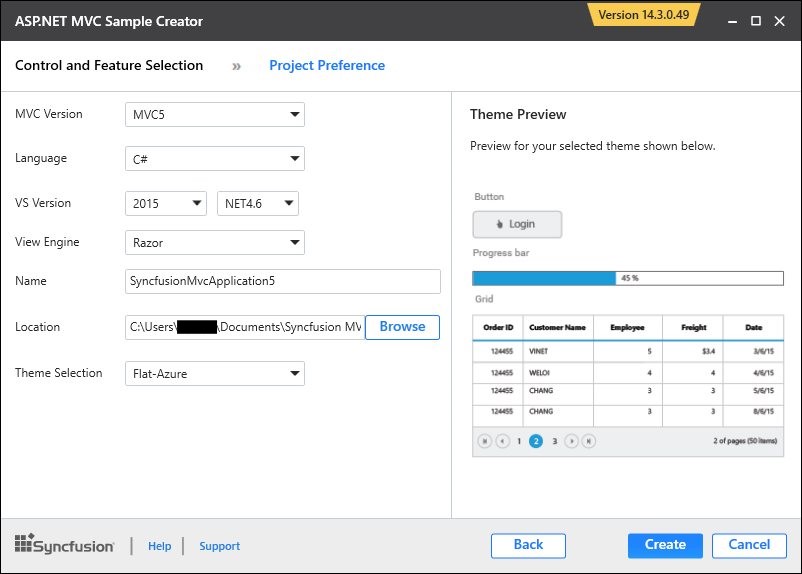 ASP.NET MVC Sample Creator
Version 14.3.0.49
Control and Feature Selection » Project Preference
MVC Version MVC5
Language C#
VS Version 2015 NET4.6
View Engine Razor
Name SyncfusionMvcApplication5
Location C:\Users\ \Documents\Syncfusion MV Browse
Theme Selection Flat-Azure
Theme Preview
Preview for your selected theme shown below.
Button
Login
Progress bar
45 %
Grid
Order ID Customer Name Employee Freight Date
124455 VINET 5 $3.4 3/6/15
124455 WELOI 4 4 4/6/15
124455 CHANG 3 3 5/6/15
124455 CHANG 3 3 8/6/15
1 2 3 2 of pages (50 items)
Syncfusion Help Support Back Create Cancel